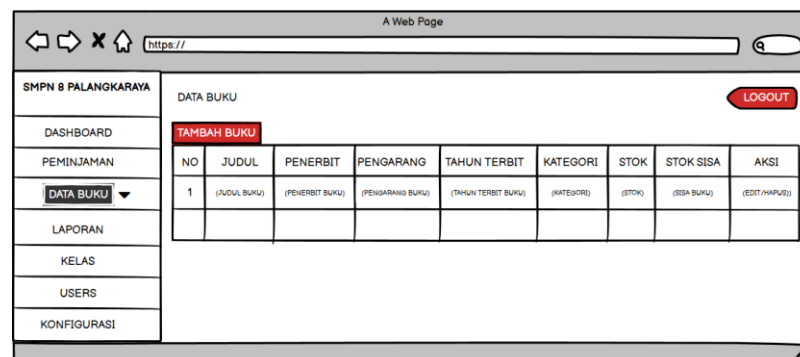 A Web Page
https://
SMPN 8 PALANGKARAYA
DATA BUKU
LOGOUT
TAMBAH BUKU
DASHBOARD
PEMINJAMAN
DATA BUKU
LAPORAN
KELAS
USERS
KONFIGURASI
NO JUDUL PENERBIT PENGARANG TAHUN TERBIT KATEGORI STOK STOK SISA AKSI
1 (JUDUL BUKU) (PENERBIT BUKU) (PENGARANG BUKU) (TAHUN TERBIT BUKU) (KATEGORI) (STOK) (SISA BUKU) (EDIT/HAPUS))